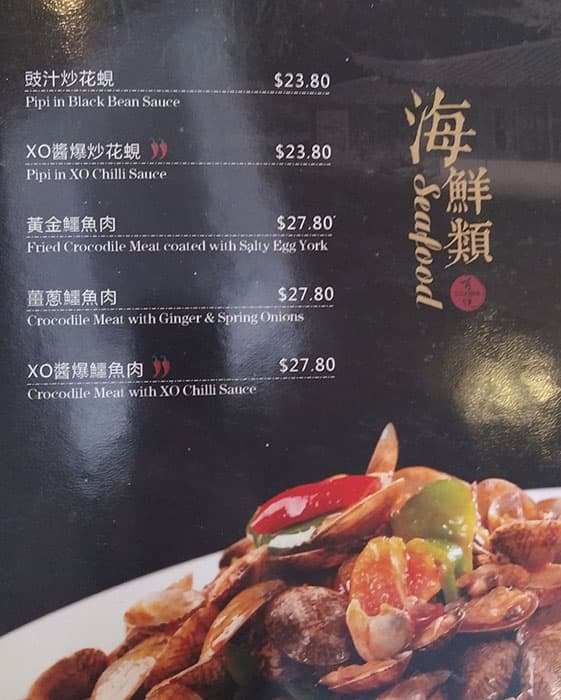 海鮮類
Seafood
豉汁炒花蜆 $23.80
Pipi in Black Bean Sauce
XO醬爆炒花蜆 $23.80
Pipi in XO Chilli Sauce
黃金鱷魚肉 $27.80
Fried Crocodile Meat coated with Salty Egg York
薑蔥鱷魚肉 $27.80
Crocodile Meat with Ginger & Spring Onions
XO醬爆鱷魚肉 $27.80
Crocodile Meat with XO Chilli Sauce